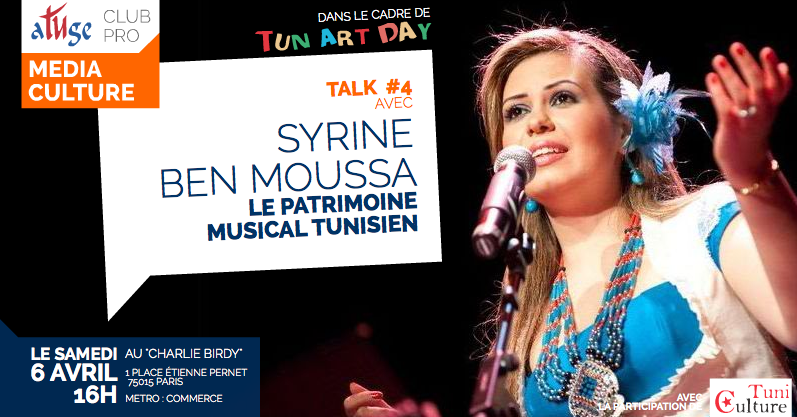 atuge
CLUB
PRO
MEDIA
CULTURE
DANS LE CADRE DE
TUN ART DAY
TALK #4
AVEC
SYRINE
BEN MOUSSA
LE PATRIMOINE
MUSICAL TUNISIEN
LE SAMEDI
6 AVRIL
16H
AU "CHARLIE BIRDY"
1 PLACE ÉTIENNE PERNET
75015 PARIS
METRO : COMMERCE
AVEC
LA PARTICIPATION DE
Tuni
Culture